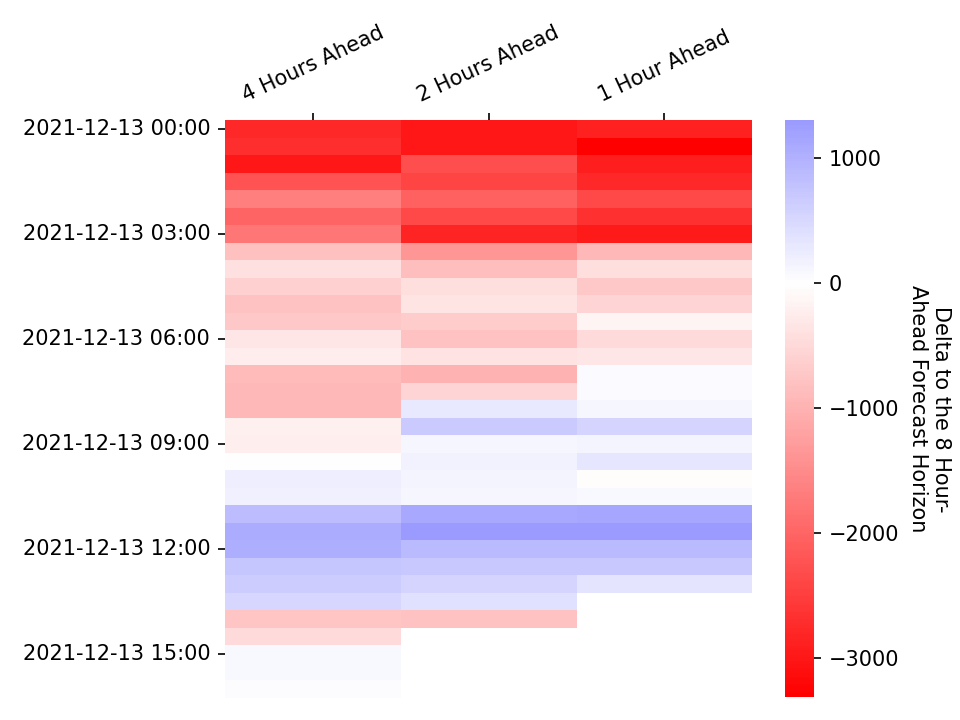 4 Hours Ahead
2 Hours Ahead
1 Hour Ahead
2021-12-13 00:00
2021-12-13 03:00
2021-12-13 06:00
2021-12-13 09:00
2021-12-13 12:00
2021-12-13 15:00
1000
0
−1000
−2000
−3000
Delta to the 8 Hour-
Ahead Forecast Horizon